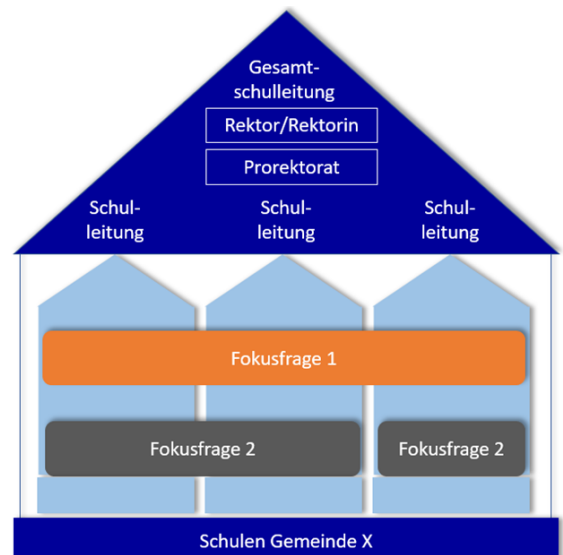 Gesamt-
schulleitung
Rektor/Rektorin
Prorektorat
Schul-
leitung
Schul-
leitung
Schul-
leitung
Fokusfrage 1
Fokusfrage 2
Fokusfrage 2
Schulen Gemeinde X